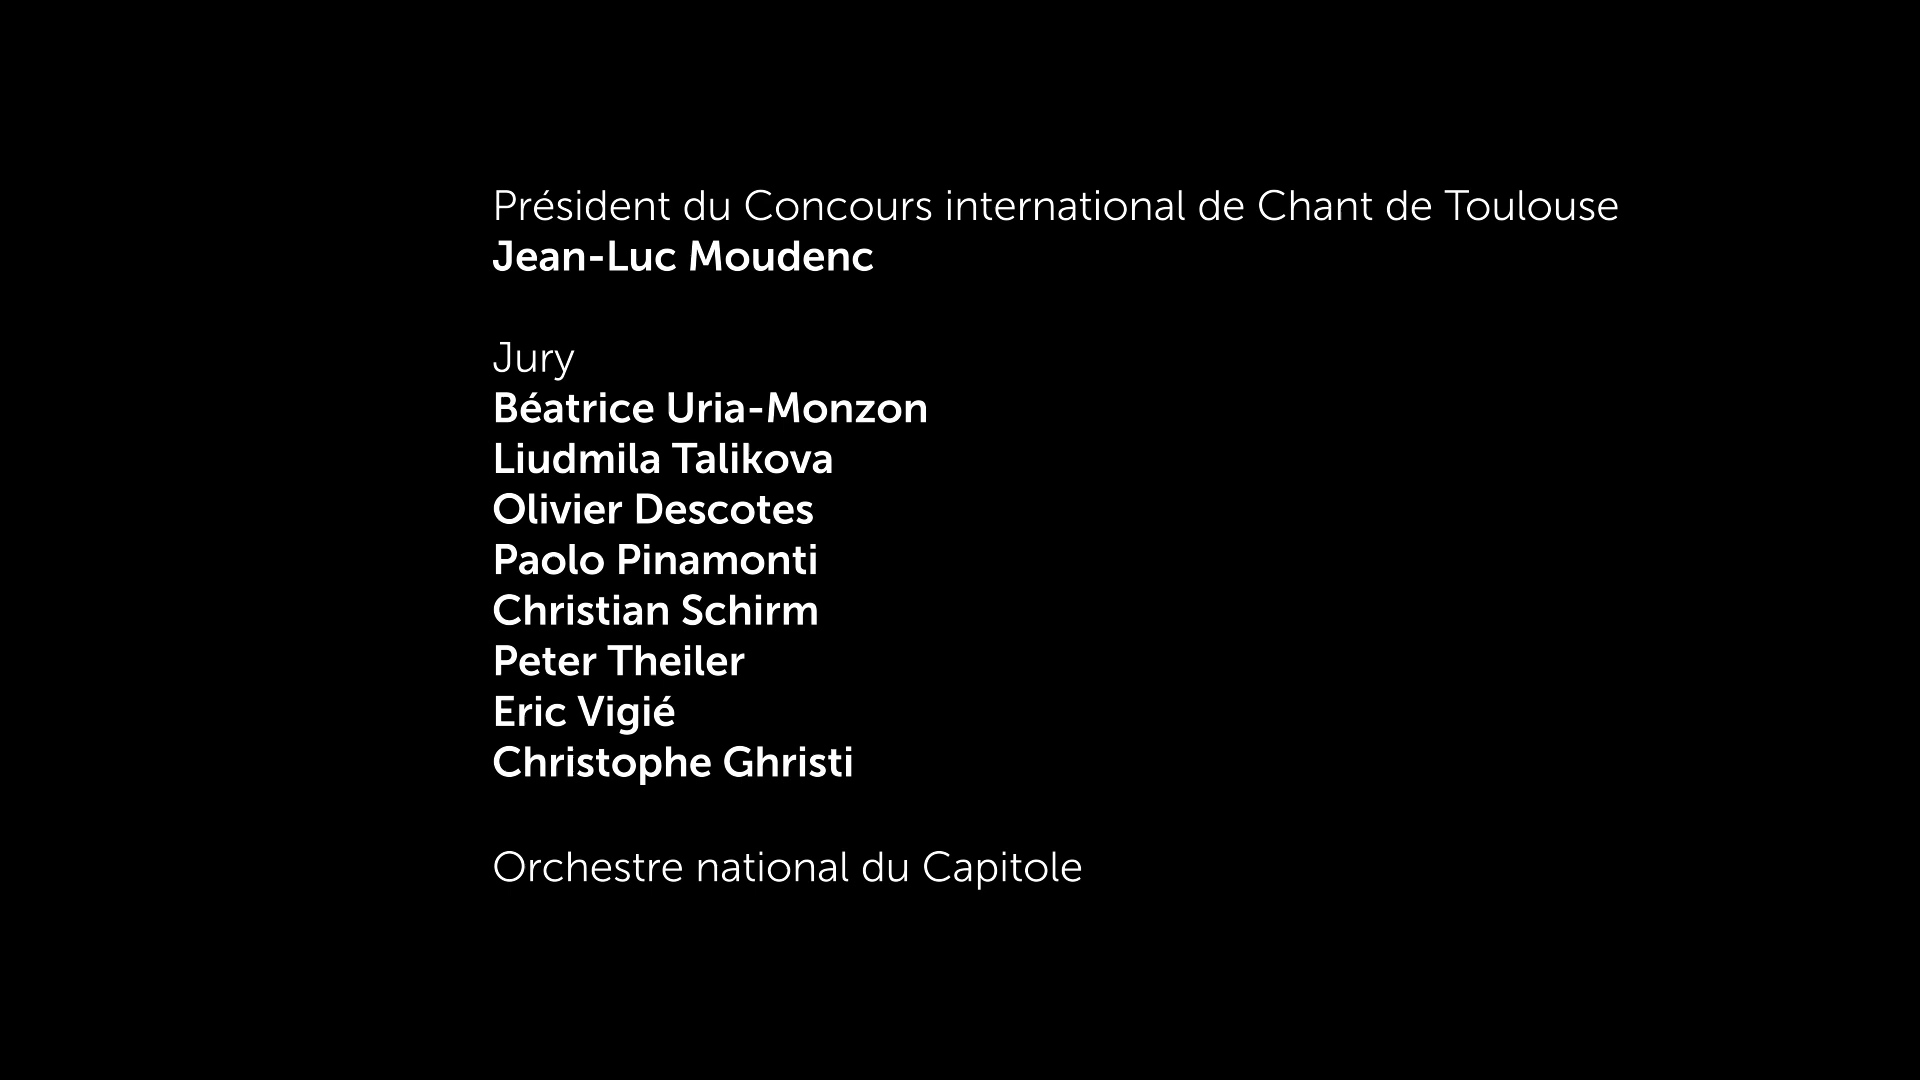 Président du Concours international de Chant de Toulouse
Jean-Luc Moudenc
Jury
Béatrice Uria-Monzon
Liudmila Talikova
Olivier Descotes
Paolo Pinamonti
Christian Schirm
Peter Theiler
Eric Vigié
Christophe Ghristi
Orchestre national du Capitole